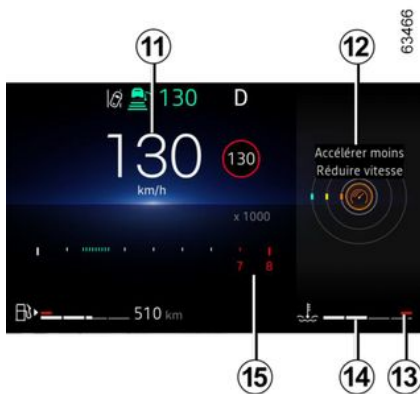 63466
11
12
130
D
130
130
km/h
Accélérer moins
Réduire vitesse
x 1000
7 8
510 km
15
14
13